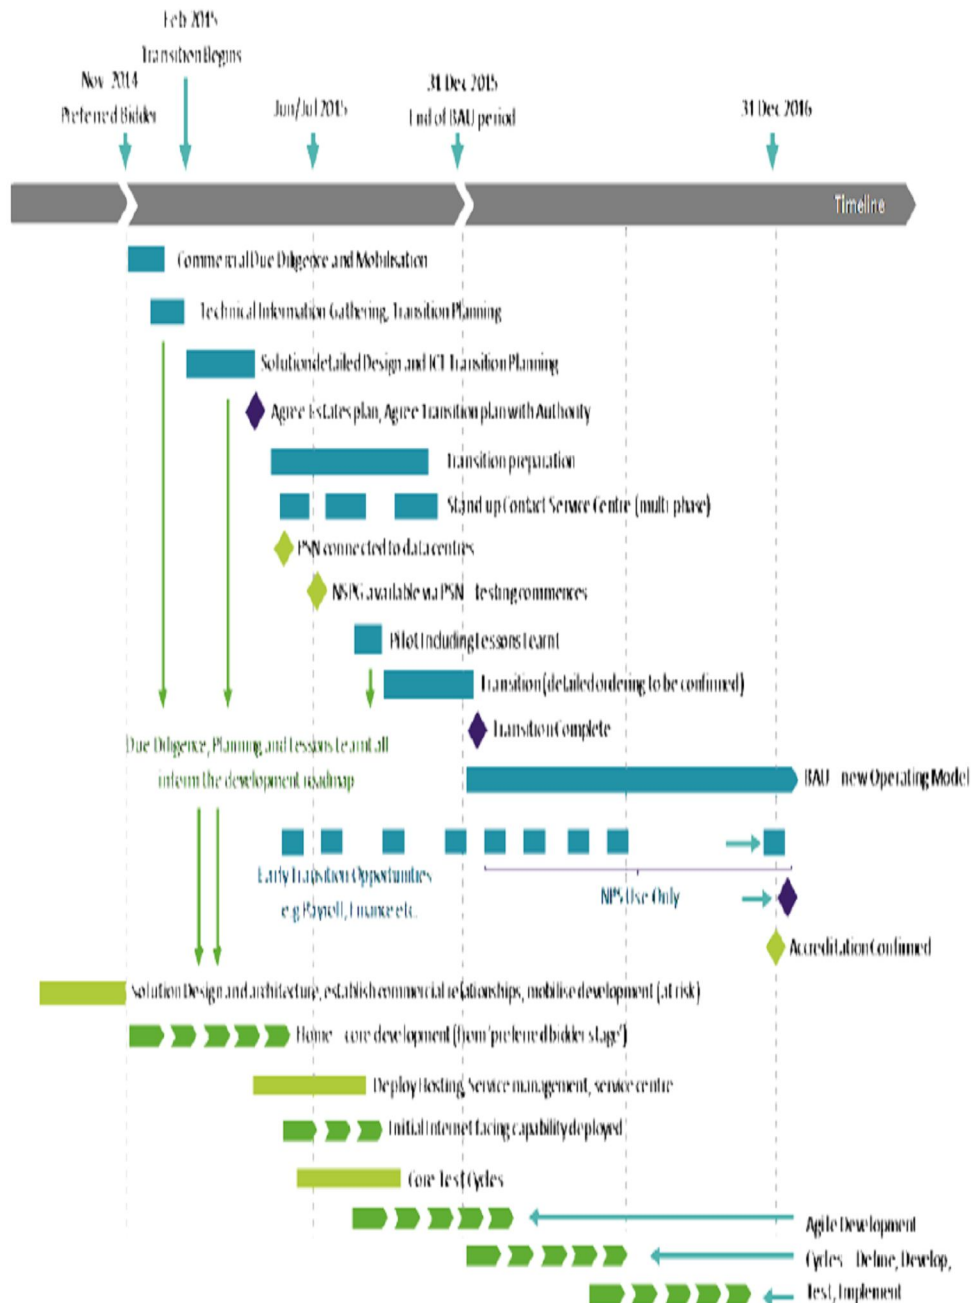 Feb 2015
Transition Begins
Nov 2014
Preferred Bidder
Jun/Jul 2015
31 Dec 2015
End of BAU period
31 Dec 2016
Timeline
Commercial Due Diligence and Mobilisation
Technical Information Gathering, Transition Planning
Solution detailed Design and ICT Transition Planning
Agree Estates plan, Agree Transition plan with Authority
Transition preparation
Stand up Contact Service Centre (multi phase)
PSN connected to data centres
NSPG available via PSN - testing commences
Pilot Including Lessons Learnt
Transition (detailed ordering to be confirmed)
Transition Complete
Due Diligence, Planning and Lessons Learnt all
inform the development roadmap
BAU - new Operating Model
Early Transition Opportunities
e.g Payroll, Finance etc.
NPS Use Only
Accreditation Confirmed
Solution Design and architecture, establish commercial relationships, mobilise development (at risk)
Home - core development (from 'preferred bidder stage')
Deploy Hosting, Service management, service centre
Initial Internet facing capability deployed
Core Test Cycles
Agile Development
Cycles - Define, Develop,
Test, Implement